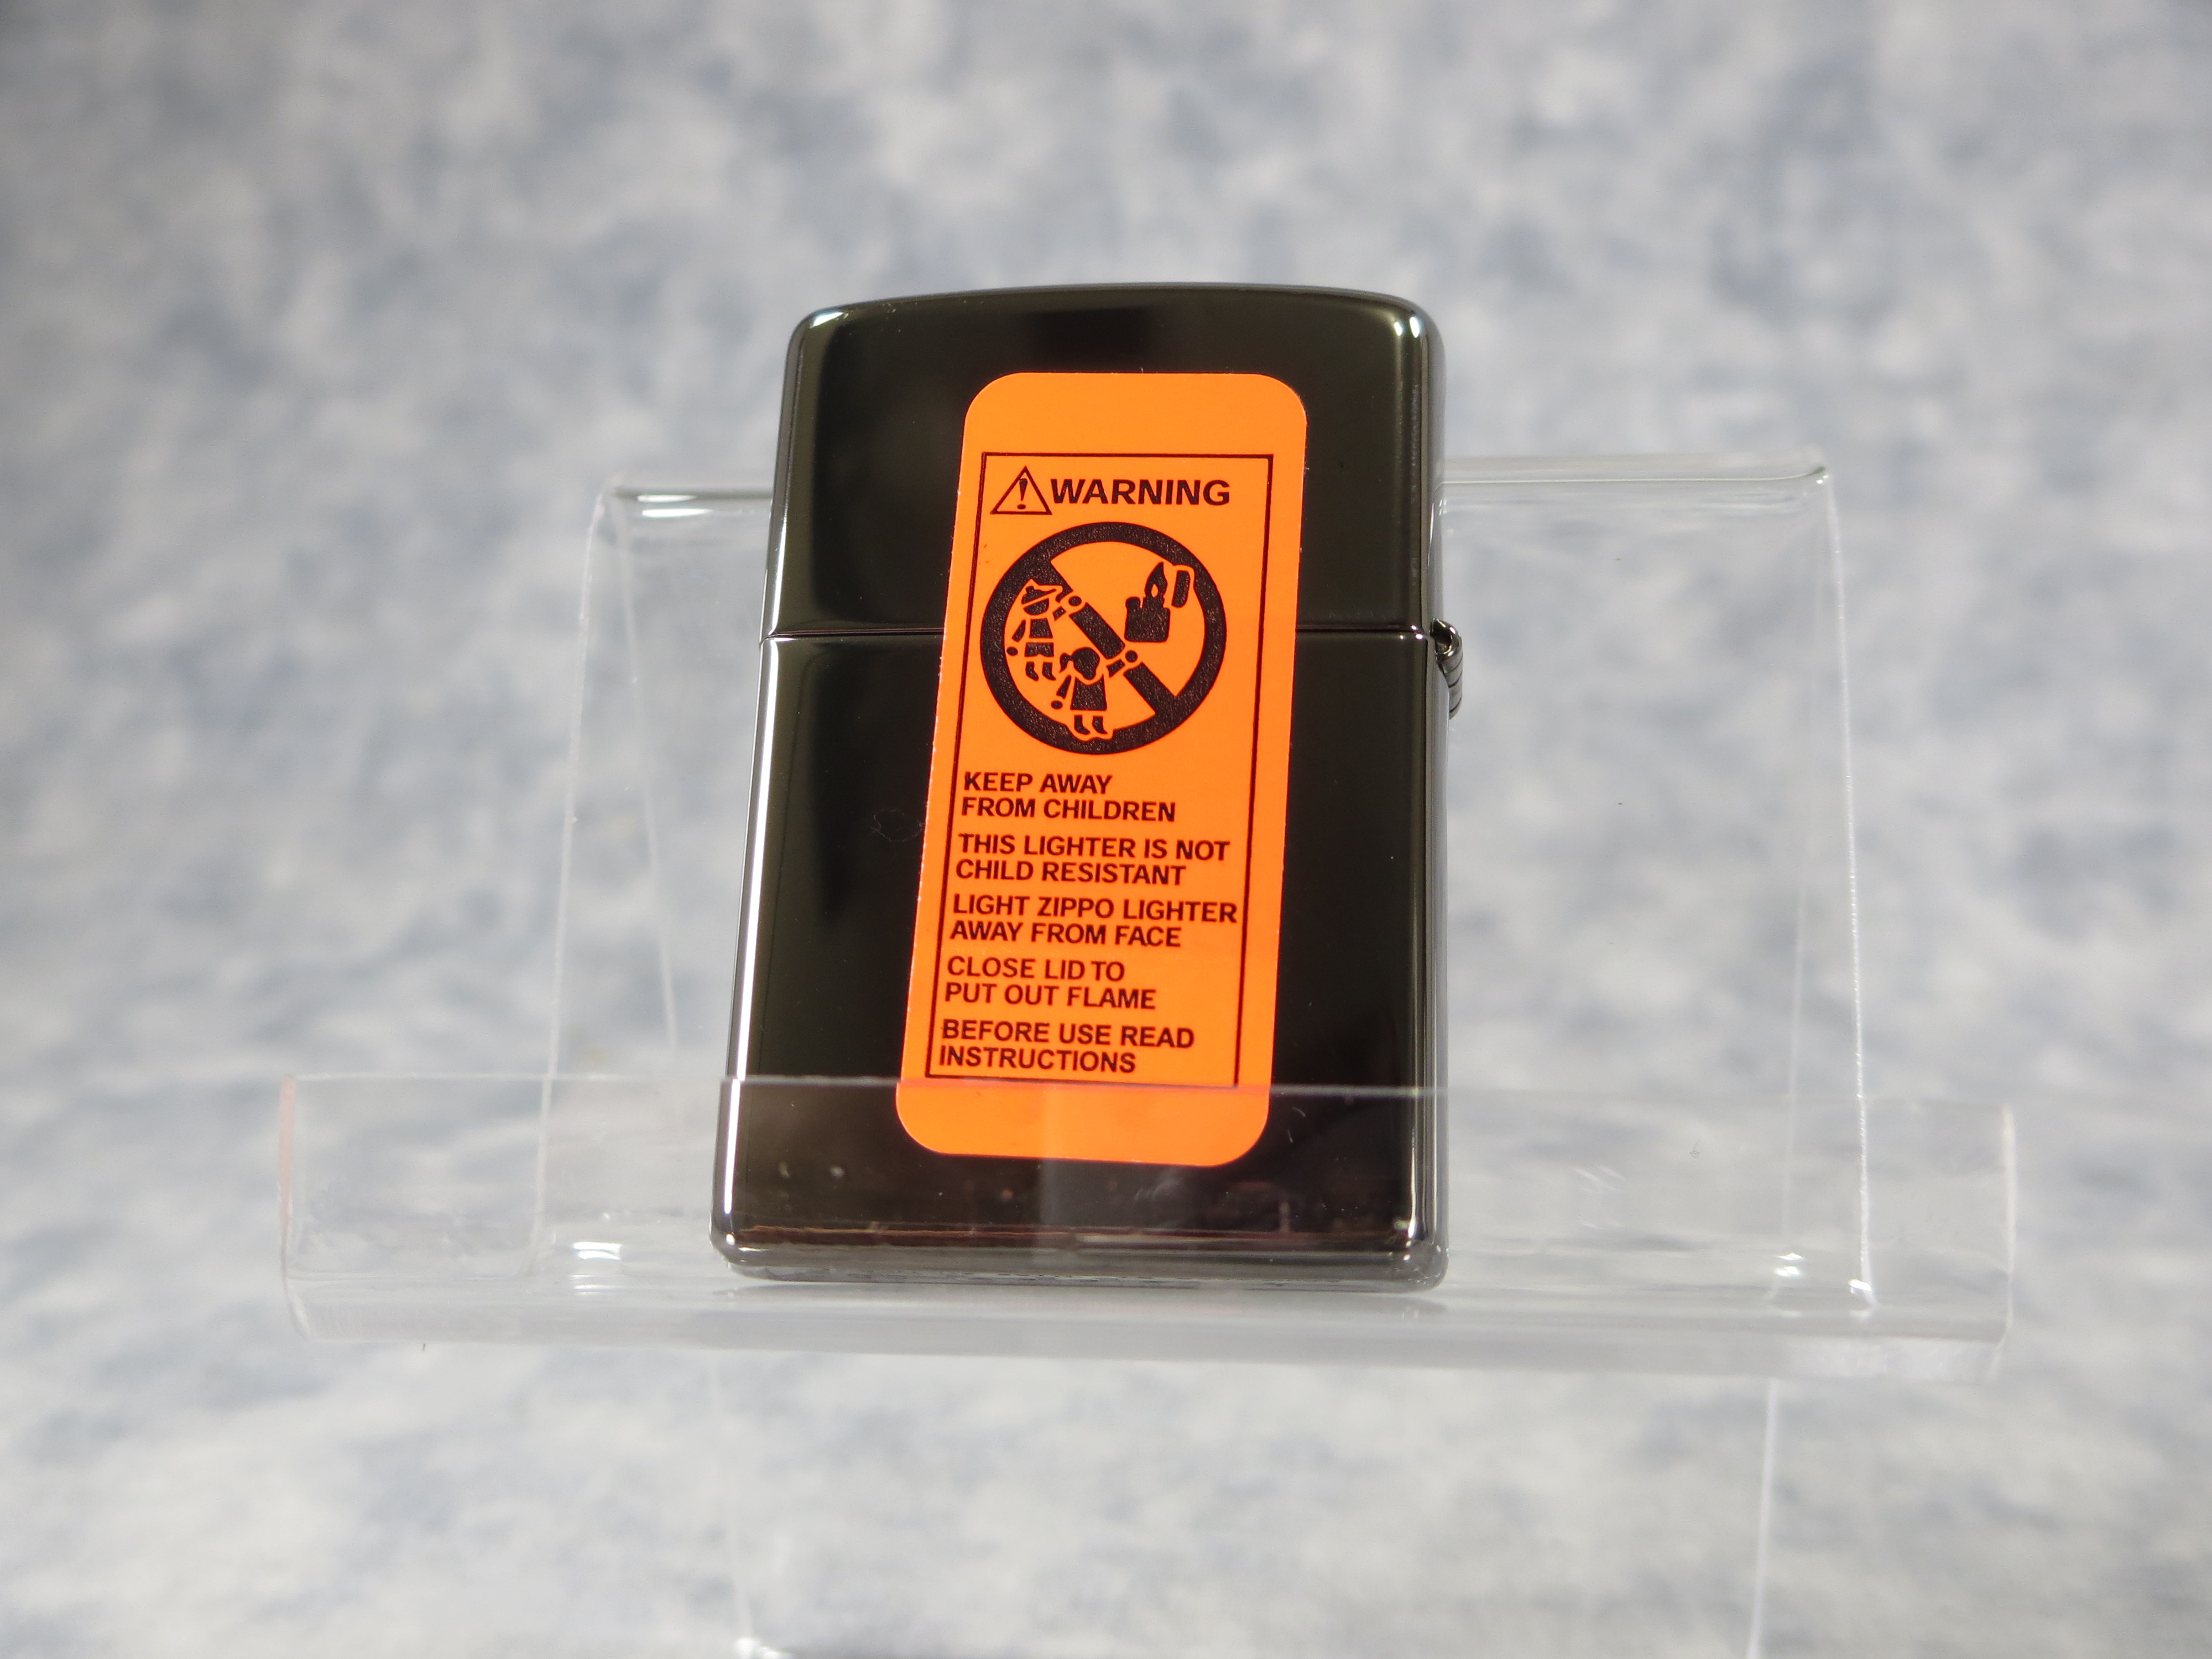 WARNING
KEEP AWAY
FROM CHILDREN
THIS LIGHTER IS NOT
CHILD RESISTANT
LIGHT ZIPPO LIGHTER
AWAY FROM FACE
CLOSE LID TO
PUT OUT FLAME
BEFORE USE READ
INSTRUCTIONS